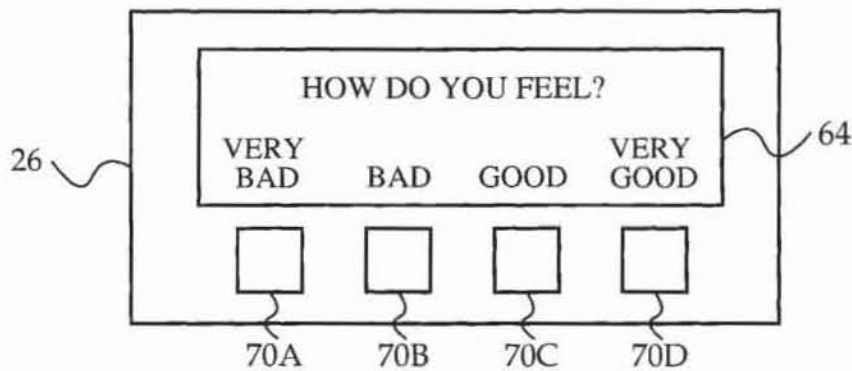 HOW DO YOU FEEL?
VERY BAD
BAD
GOOD
VERY GOOD
26
64
70A
70B
70C
70D